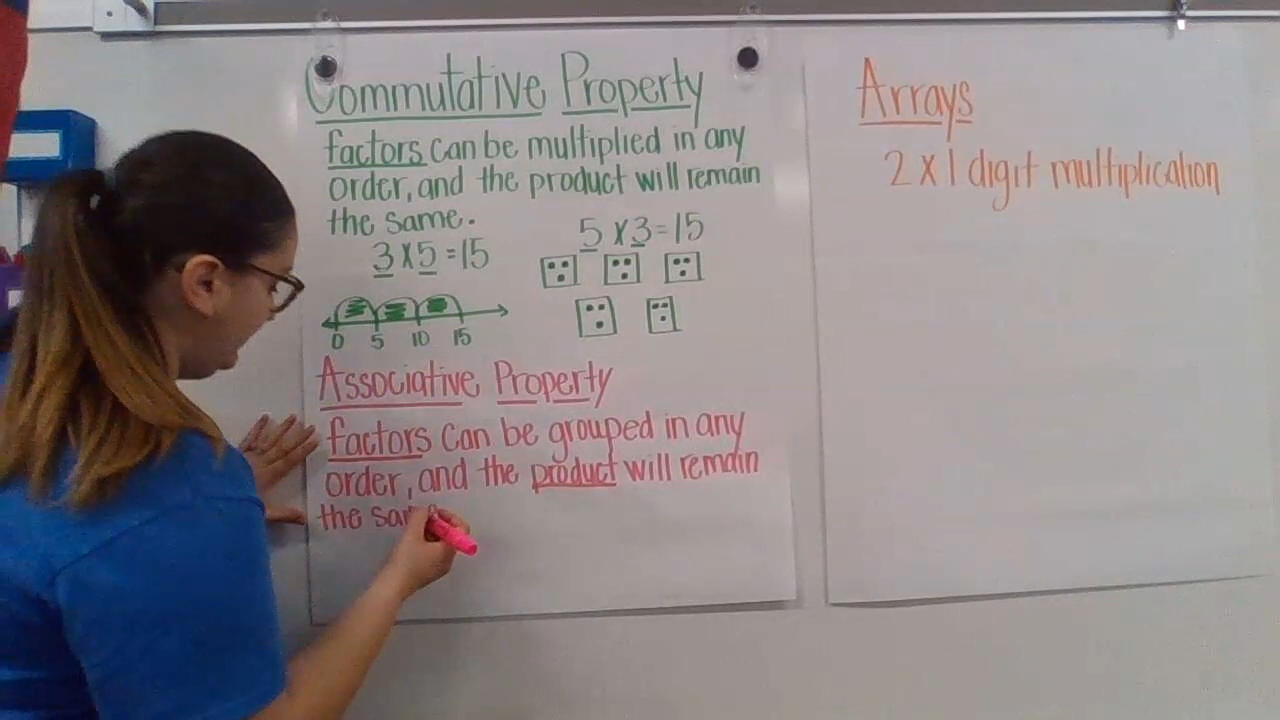 Commutative Property
factors can be multiplied in any
order, and the product will remain
the same.
3 x 5 = 15
5 x 3 = 15
0 5 10 15
Associative Property
factors can be grouped in any
order, and the product will remain
the
Arrays
2 x 1 digit multiplication